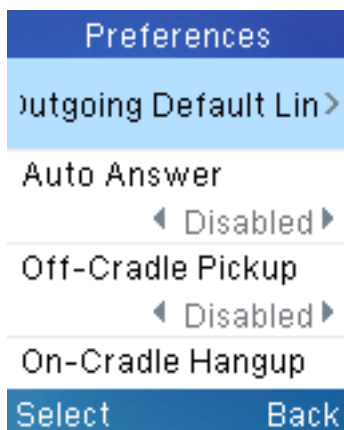 Preferences
utgoing Default Lin>
Auto Answer
Disabled
Off-Cradle Pickup
Disabled
On-Cradle Hangup
Select Back